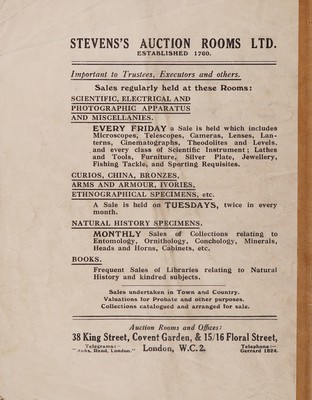 STEVENS'S AUCTION ROOMS LTD.
ESTABLISHED 1760.
Important to Trustees, Executors and others.
Sales regularly held at these Rooms:
SCIENTIFIC, ELECTRICAL AND
PHOTOGRAPHIC APPARATUS
AND MISCELLANIES.
EVERY FRIDAY a Sale is held which includes
Microscopes, Telescopes, Cameras, Lenses, Lan-
terns, Cinematographs, Theodolites and Levels,
and every class of Scientific Instrument; Lathes
and Tools, Furniture, Silver Plate, Jewellery,
Fishing Tackle, and Sporting Requisites.
CURIOS, CHINA, BRONZES,
ARMS AND ARMOUR, IVORIES,
ETHNOGRAPHICAL SPECIMENS, etc.
A Sale is held on TUESDAYS, twice in every
month.
NATURAL HISTORY SPECIMENS.
MONTHLY Sales of Collections relating to
Entomology, Ornithology, Conchology, Minerals,
Heads and Horns, Cabinets, etc.
BOOKS.
Frequent Sales of Libraries relating to Natural
History and kindred subjects.
Sales undertaken in Town and Country.
Valuations for Probate and other purposes.
Collections catalogued and arranged for sale.
Auction Rooms and Offices:
38 King Street, Covent Garden, & 15/16 Floral Street,
Telegrams:— London, W.C.2. Telephone:—
Rand, London." Gerrard 1824.